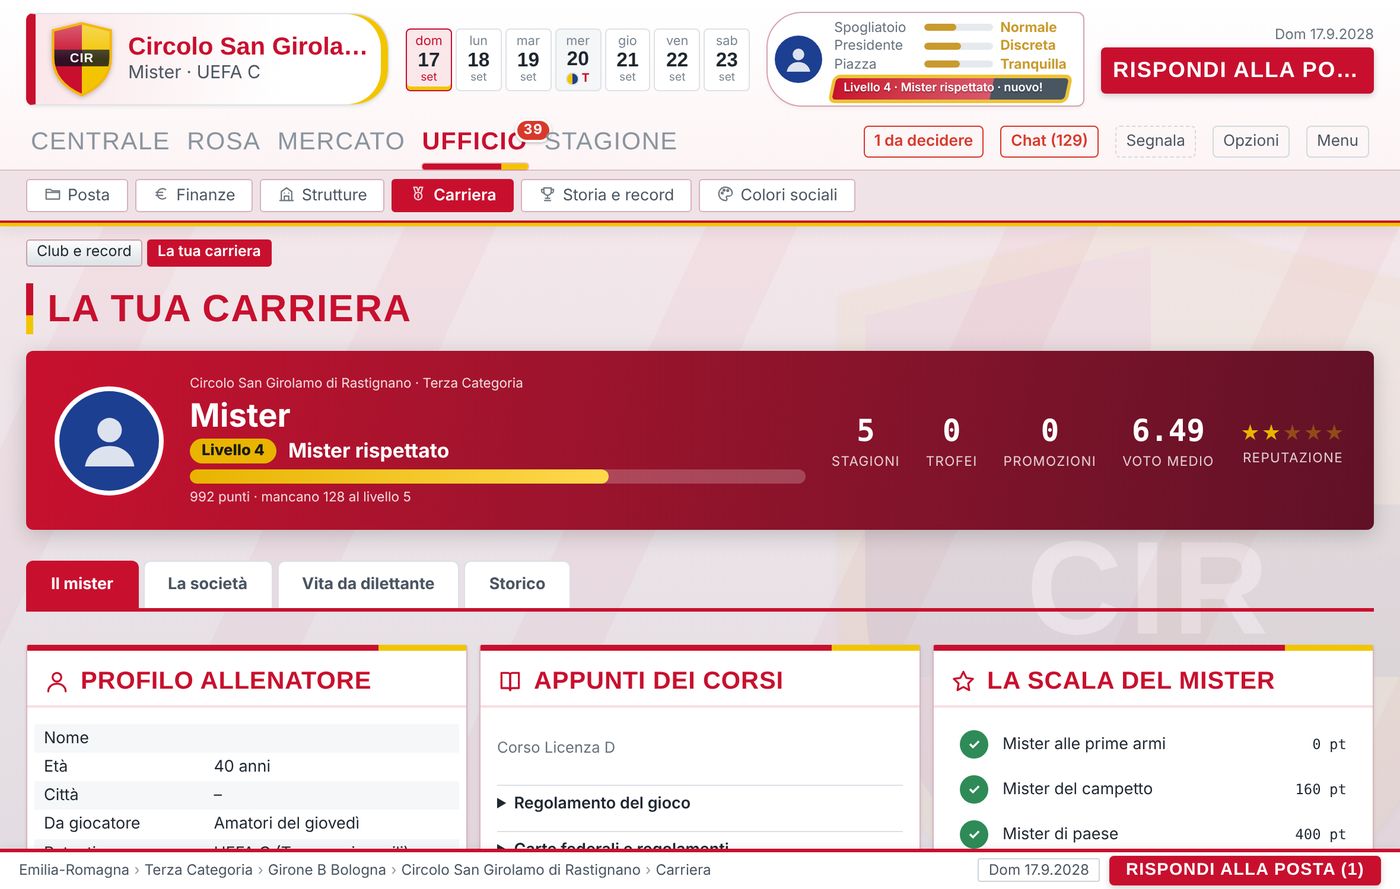 CIR
Circolo San Girola...
Mister · UEFA C
dom
17
set
lun
18
set
mar
19
set
mer
20
T
gio
21
set
ven
22
set
sab
23
set
Spogliatoio Normale
Presidente Discreta
Piazza Tranquilla
Livello 4 · Mister rispettato · nuovo!
Dom 17.9.2028
RISPONDI ALLA PO...
CENTRALE ROSA MERCATO UFFICIO 39 STAGIONE
1 da decidere Chat (129) Segnala Opzioni Menu
Posta Finanze Strutture Carriera Storia e record Colori sociali
Club e record La tua carriera
LA TUA CARRIERA
Circolo San Girolamo di Rastignano · Terza Categoria
Mister
Livello 4 Mister rispettato
992 punti · mancano 128 al livello 5
5
STAGIONI
0
TROFEI
0
PROMOZIONI
6.49
VOTO MEDIO
REPUTAZIONE
CIR
Il mister La società Vita da dilettante Storico
PROFILO ALLENATORE
Nome
Età 40 anni
Città –
Da giocatore Amatori del giovedì
APPUNTI DEI CORSI
Corso Licenza D
Regolamento del gioco
Carte federali e regolamenti
LA SCALA DEL MISTER
Mister alle prime armi 0 pt
Mister del campetto 160 pt
Mister di paese 400 pt
Emilia-Romagna › Terza Categoria › Girone B Bologna › Circolo San Girolamo di Rastignano › Carriera
Dom 17.9.2028
RISPONDI ALLA POSTA (1)